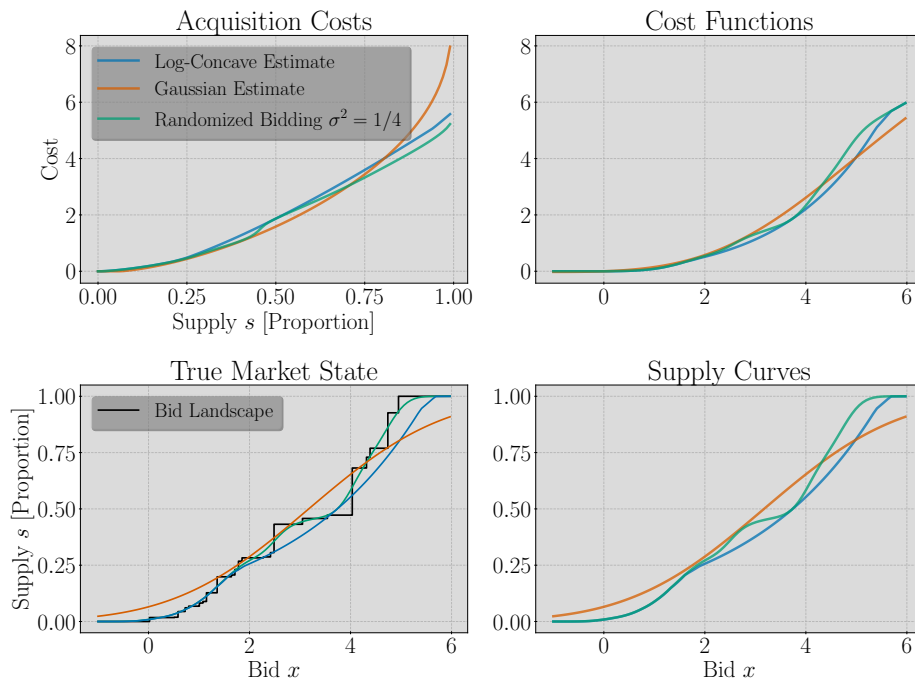 Acquisition Costs
Cost
8
6
4
2
0
Log-Concave Estimate
Gaussian Estimate
Randomized Bidding σ² = 1/4
0.00 0.25 0.50 0.75 1.00
Supply s [Proportion]
Cost Functions
8
6
4
2
0
0 2 4 6
True Market State
Supply s [Proportion]
1.00
0.75
0.50
0.25
0.00
Bid Landscape
0 2 4 6
Bid x
Supply Curves
1.00
0.75
0.50
0.25
0.00
0 2 4 6
Bid x